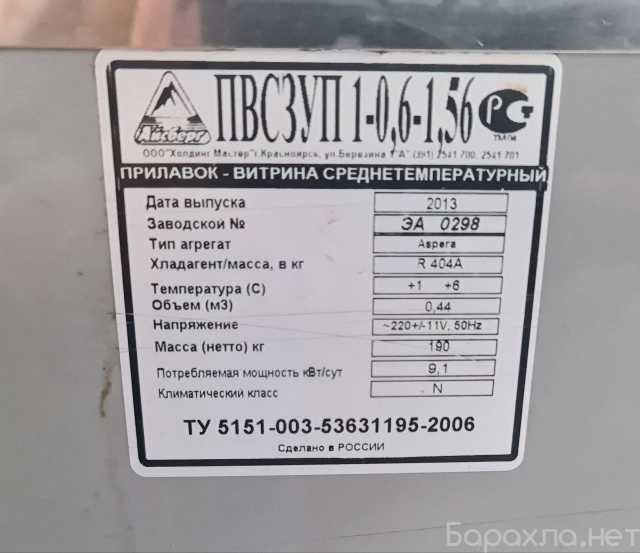 Айсберг
ПВСЗУП 1-0,6-1,56
РСТ
ООО"Холдинг Мастер"г.Красноярск, ул.Березина 1"А",(391) 2541 700, 2541 701
ПРИЛАВОК - ВИТРИНА СРЕДНЕТЕМПЕРАТУРНЫЙ
Дата выпуска 2013
Заводской № ЭА 0298
Тип агрегат Aspera
Хладагент/масса, в кг R 404A
Температура (С) +1 +6
Объем (м3) 0,44
Напряжение ~220+/-11V, 50Hz
Масса (нетто) кг 190
Потребляемая мощность кВт/сут 9,1
Климатический класс N
ТУ 5151-003-53631195-2006
Сделано в РОССИИ
Барахла.нет